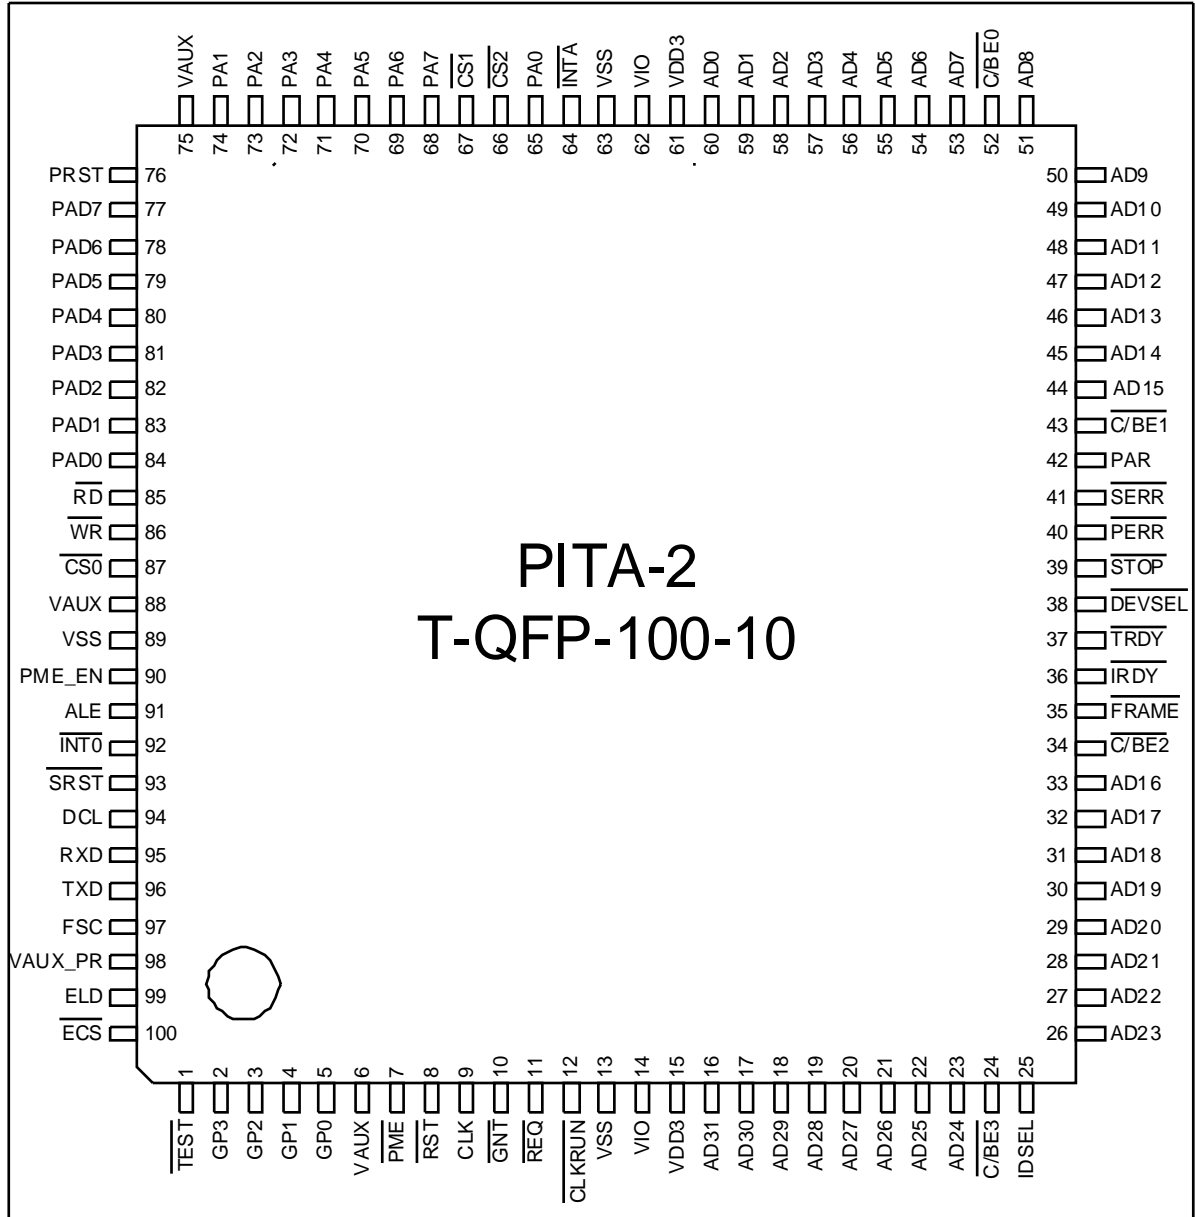 VAUX PA1 PA2 PA3 PA4 PA5 PA6 PA7 CS1 CS2 PA0 INTA VSS VIO VDD3 AD0 AD1 AD2 AD3 AD4 AD5 AD6 AD7 C/BE0 AD8
75 74 73 72 71 70 69 68 67 66 65 64 63 62 61 60 59 58 57 56 55 54 53 52 51
PRST 76 50 AD9
PAD7 77 49 AD10
PAD6 78 48 AD11
PAD5 79 47 AD12
PAD4 80 46 AD13
PAD3 81 45 AD14
PAD2 82 44 AD15
PAD1 83 43 C/BE1
PAD0 84 42 PAR
RD 85 41 SERR
WR 86 40 PERR
CS0 87 39 STOP
PITA-2
VAUX 88 38 DEVSEL
T-QFP-100-10
VSS 89 37 TRDY
PME_EN 90 36 IRDY
ALE 91 35 FRAME
INT0 92 34 C/BE2
SRST 93 33 AD16
DCL 94 32 AD17
RXD 95 31 AD18
TXD 96 30 AD19
FSC 97 29 AD20
VAUX_PR 98 28 AD21
ELD 99 27 AD22
ECS 100 26 AD23
1 2 3 4 5 6 7 8 9 10 11 12 13 14 15 16 17 18 19 20 21 22 23 24 25
TEST GP3 GP2 GP1 GP0 VAUX PME RST CLK GNT REQ CLKRUN VSS VIO VDD3 AD31 AD30 AD29 AD28 AD27 AD26 AD25 AD24 C/BE3 IDSEL